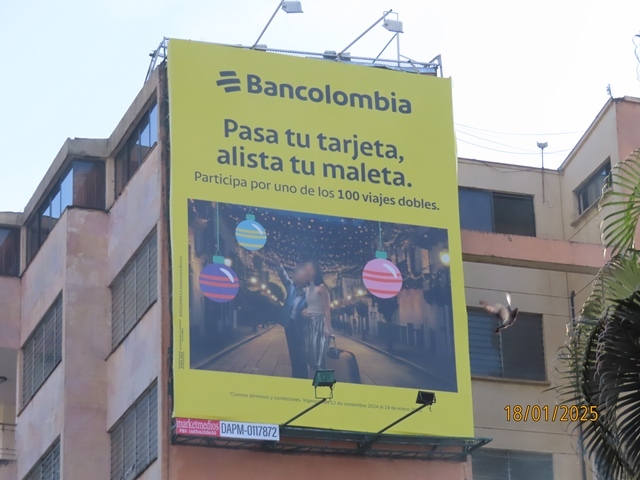 Bancolombia
Pasa tu tarjeta,
alista tu maleta.
Participa por uno de los 100 viajes dobles.
marketmedios
DAPM-0117872
18/01/2025